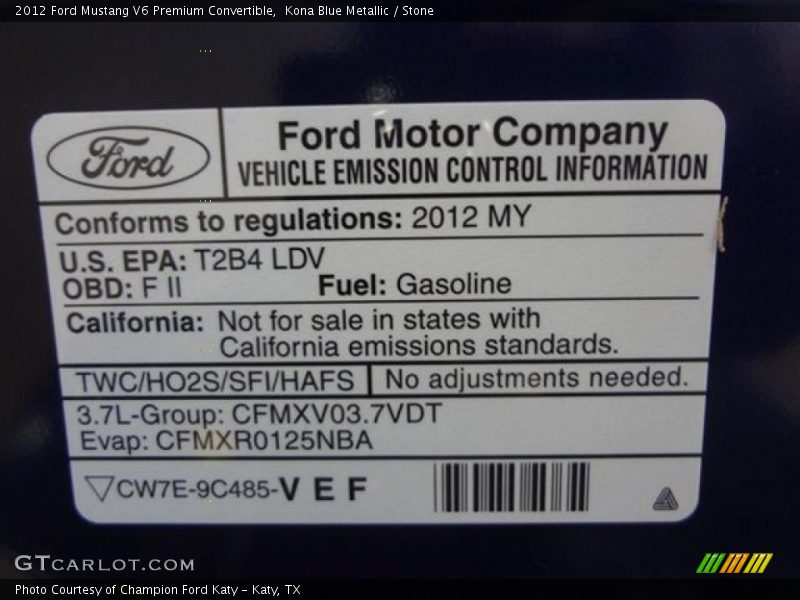 2012 Ford Mustang V6 Premium Convertible, Kona Blue Metallic / Stone
Ford
Ford Motor Company
VEHICLE EMISSION CONTROL INFORMATION
Conforms to regulations: 2012 MY
U.S. EPA: T2B4 LDV
OBD: F II Fuel: Gasoline
California: Not for sale in states with
California emissions standards.
TWC/HO2S/SFI/HAFS No adjustments needed.
3.7L-Group: CFMXV03.7VDT
Evap: CFMXR0125NBA
CW7E-9C485-V E F
GTCARLOT.COM
Photo Courtesy of Champion Ford Katy - Katy, TX